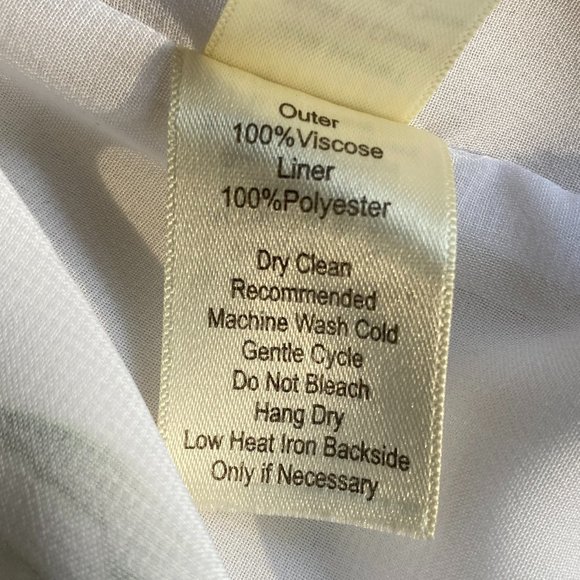 Outer
100%Viscose
Liner
100%Polyester
Dry Clean
Recommended
Machine Wash Cold
Gentle Cycle
Do Not Bleach
Hang Dry
Low Heat Iron Backside
Only if Necessary